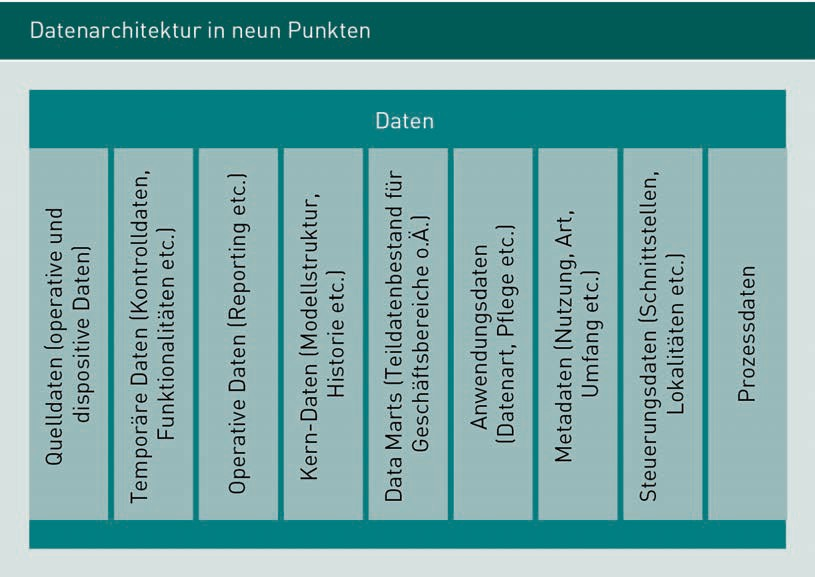 Datenarchitektur in neun Punkten
Daten
Quelldaten (operative und
dispositive Daten)
Temporäre Daten (Kontrolldaten,
Funktionalitäten etc.)
Operative Daten (Reporting etc.)
Kern-Daten (Modellstruktur,
Historie etc.)
Data Marts (Teildatenbestand für
Geschäftsbereiche o.Ä.)
Anwendungsdaten
(Datenart, Pflege etc.)
Metadaten (Nutzung, Art,
Umfang etc.)
Steuerungsdaten (Schnittstellen,
Lokalitäten etc.)
Prozessdaten